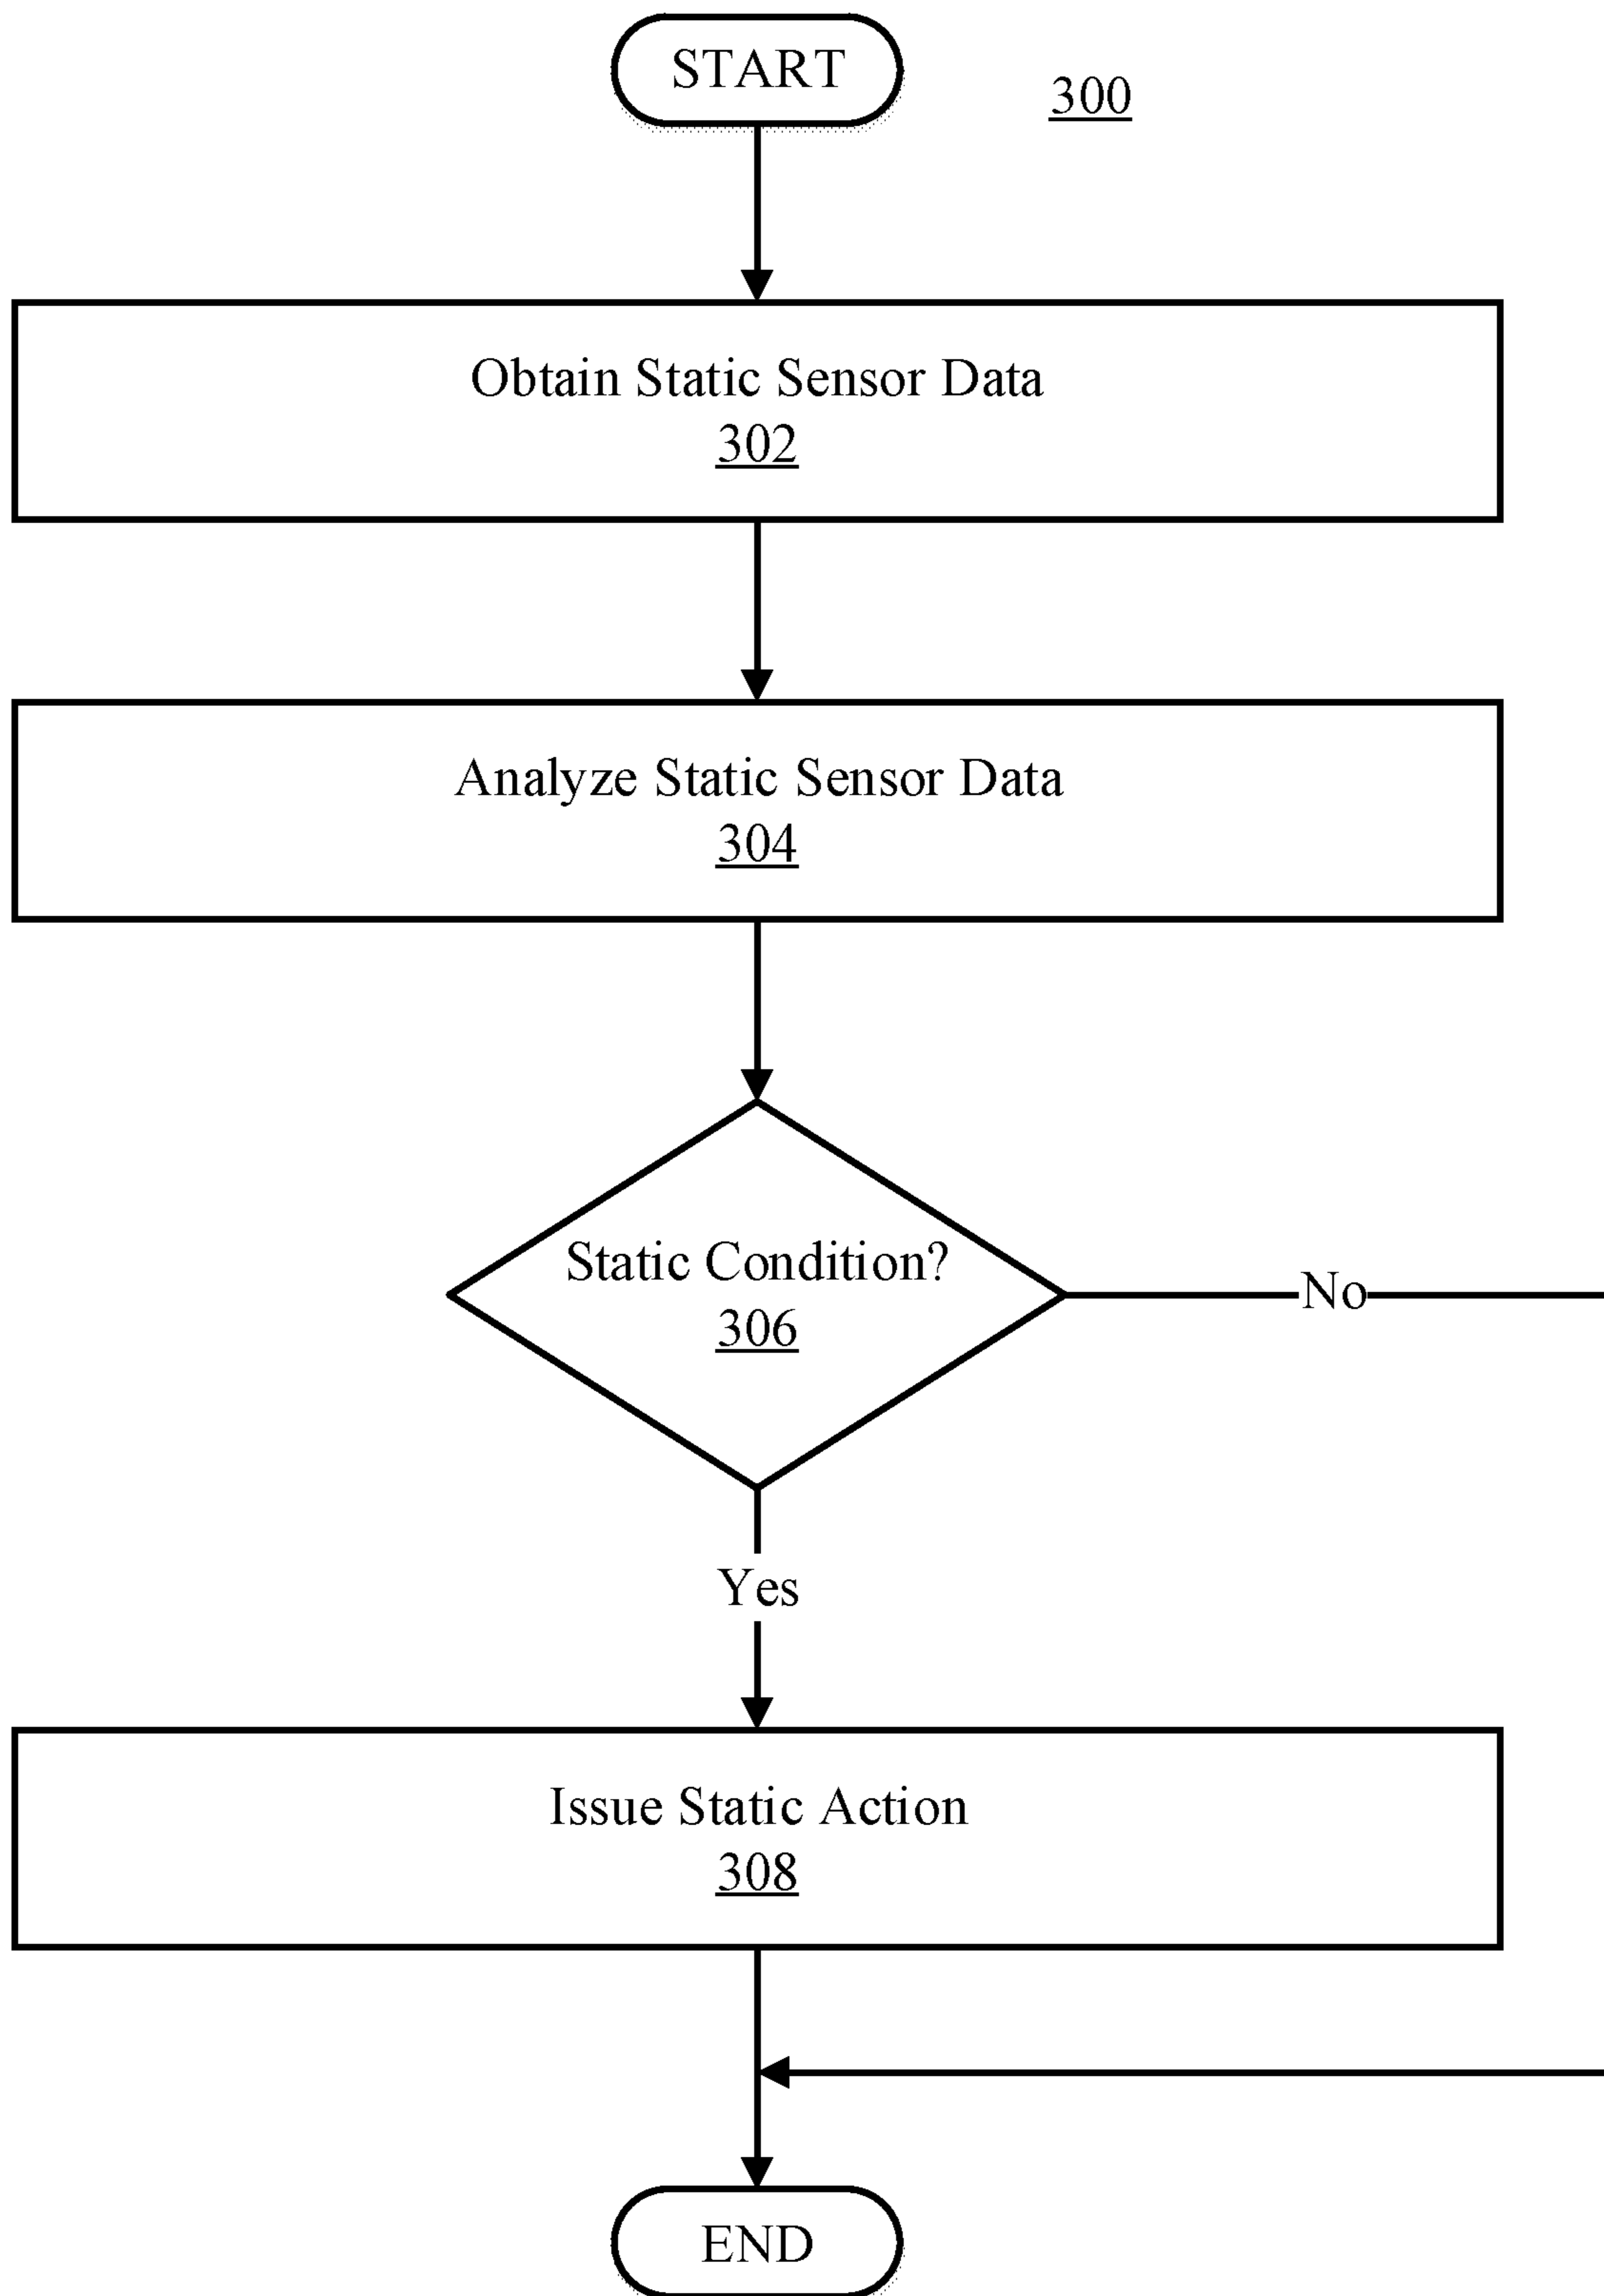 START
300
Obtain Static Sensor Data
302
Analyze Static Sensor Data
304
Static Condition?
306
No
Yes
Issue Static Action
308
END